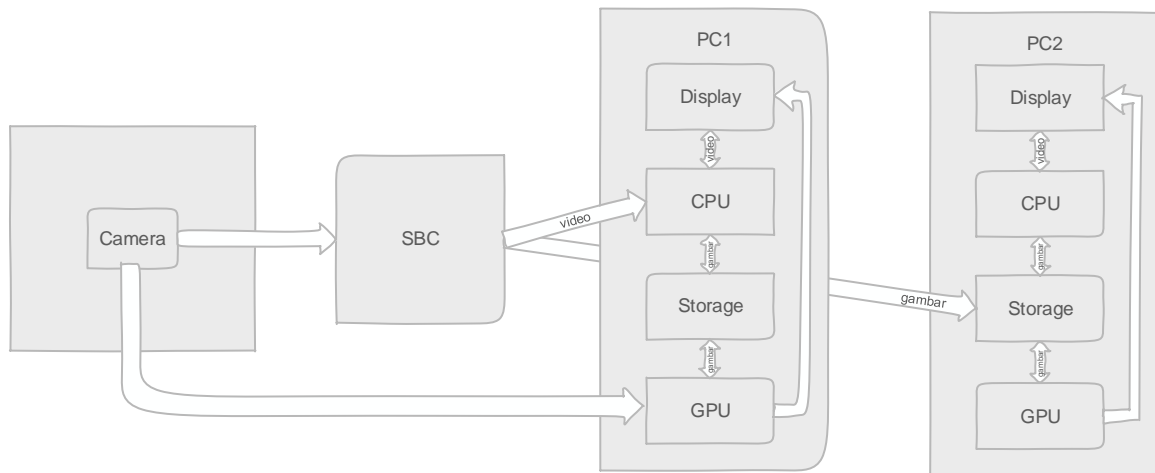 PC1
PC2
Display
Display
video
video
CPU
CPU
Camera
SBC
video
gambar
gambar
gambar
Storage
Storage
gambar
gambar
GPU
GPU